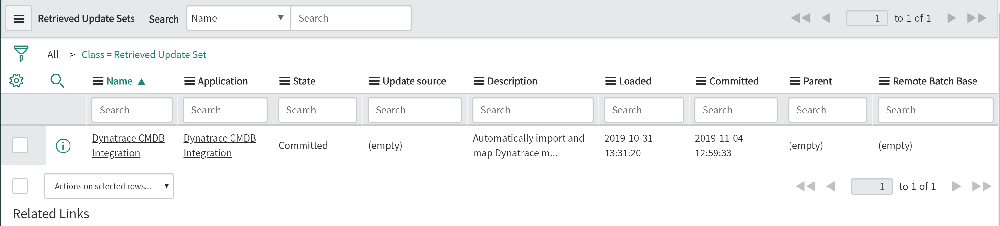 Retrieved Update Sets Search Name Search 1 to 1 of 1
All > Class = Retrieved Update Set
Name Application State Update source Description Loaded Committed Parent Remote Batch Base
Search Search Search Search Search Search Search Search Search
Dynatrace CMDB Dynatrace CMDB Automatically import and 2019-10-31 2019-11-04
Committed (empty) (empty) (empty)
Integration Integration map Dynatrace m... 13:31:20 12:59:33
Actions on selected rows... 1 to 1 of 1
Related Links